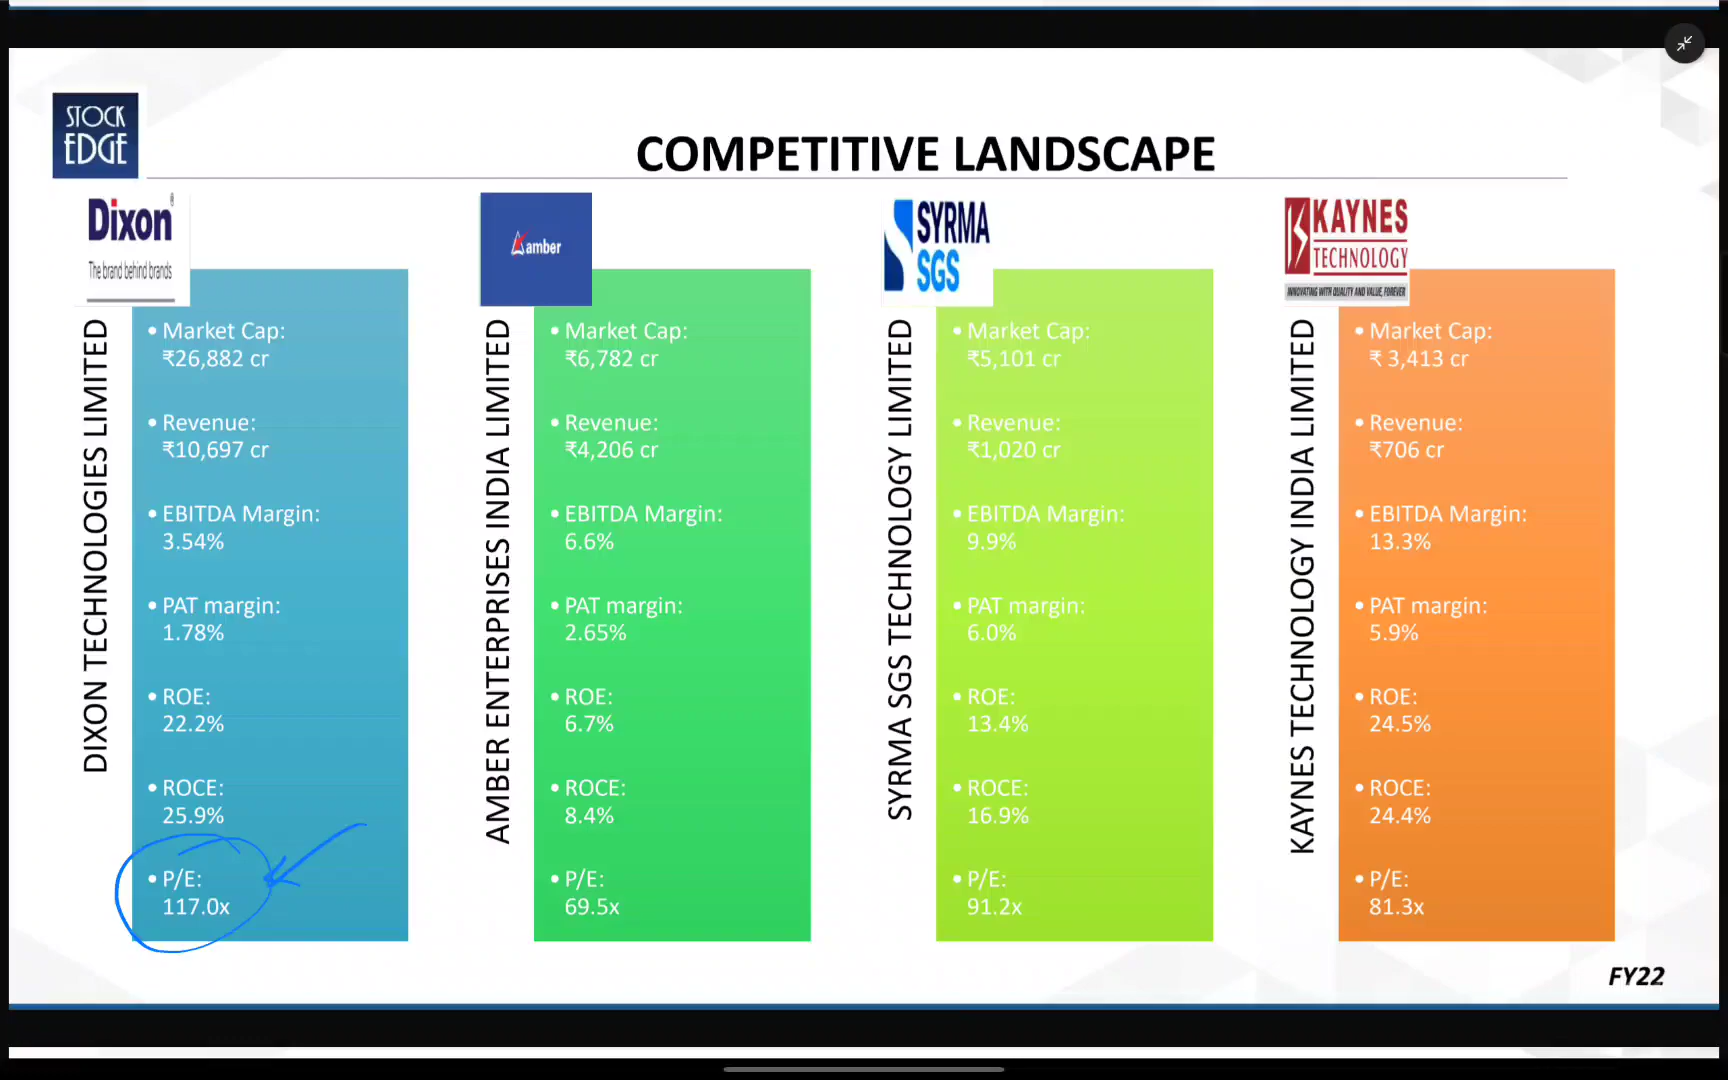 STOCK
EDGE
COMPETITIVE LANDSCAPE
Dixon®
The brand behind brands
DIXON TECHNOLOGIES LIMITED
• Market Cap:
₹26,882 cr
• Revenue:
₹10,697 cr
• EBITDA Margin:
3.54%
• PAT margin:
1.78%
• ROE:
22.2%
• ROCE:
25.9%
• P/E:
117.0x
amber
AMBER ENTERPRISES INDIA LIMITED
• Market Cap:
₹6,782 cr
• Revenue:
₹4,206 cr
• EBITDA Margin:
6.6%
• PAT margin:
2.65%
• ROE:
6.7%
• ROCE:
8.4%
• P/E:
69.5x
SYRMA
SGS
SYRMA SGS TECHNOLOGY LIMITED
• Market Cap:
₹5,101 cr
• Revenue:
₹1,020 cr
• EBITDA Margin:
9.9%
• PAT margin:
6.0%
• ROE:
13.4%
• ROCE:
16.9%
• P/E:
91.2x
KAYNES
TECHNOLOGY
INNOVATING WITH QUALITY AND VALUE, FOREVER
KAYNES TECHNOLOGY INDIA LIMITED
• Market Cap:
₹ 3,413 cr
• Revenue:
₹706 cr
• EBITDA Margin:
13.3%
• PAT margin:
5.9%
• ROE:
24.5%
• ROCE:
24.4%
• P/E:
81.3x
FY22